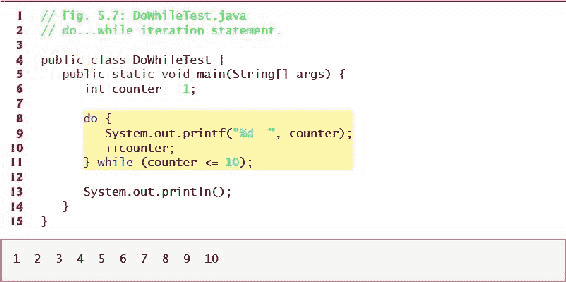 1 // Fig. 5.7: DoWhileTest.java
2 // do...while iteration statement.
3
4 public class DoWhileTest {
5 public static void main(String[] args) {
6 int counter = 1;
7
8 do {
9 System.out.printf("%d  ", counter);
10 ++counter;
11 } while (counter <= 10);
12
13 System.out.println();
14 }
15 }
1 2 3 4 5 6 7 8 9 10